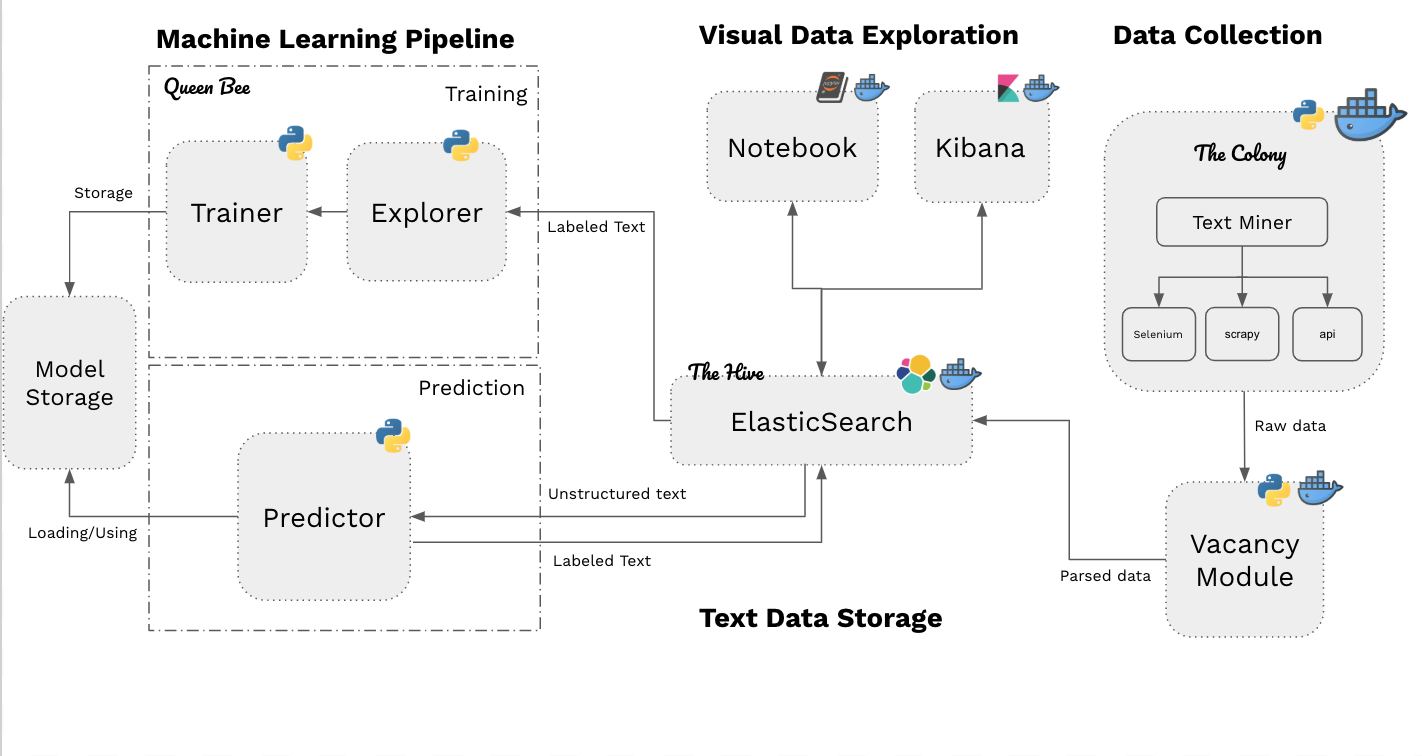 Machine Learning Pipeline
Visual Data Exploration
Data Collection
Queen Bee
Training
Trainer
Explorer
Storage
Labeled Text
Model
Storage
Prediction
Predictor
Loading/Using
Unstructured text
Labeled Text
Notebook
Kibana
The Hive
ElasticSearch
Text Data Storage
The Colony
Text Miner
Selenium
scrapy
api
Raw data
Vacancy
Module
Parsed data